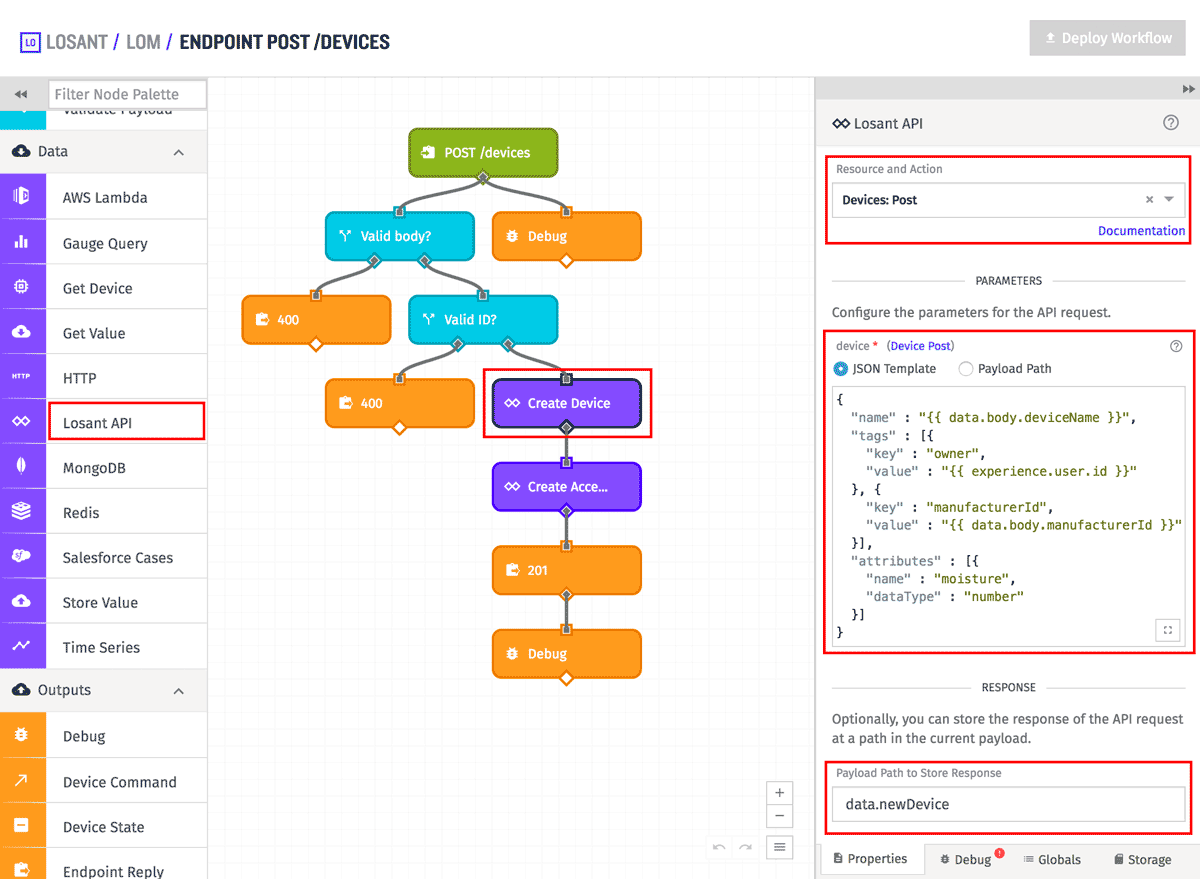 LO LOSANT / LOM / ENDPOINT POST /DEVICES
Deploy Workflow
Filter Node Palette
Validate Payload
Data
AWS Lambda
Gauge Query
Get Device
Get Value
HTTP HTTP
Losant API
MongoDB
Redis
Salesforce Cases
Store Value
Time Series
Outputs
Debug
Device Command
Device State
Endpoint Reply
POST /devices
Valid body?
Debug
400
Valid ID?
400
Create Device
Create Acce...
201
Debug
Losant API
Resource and Action
Devices: Post
Documentation
PARAMETERS
Configure the parameters for the API request.
device * (Device Post)
JSON Template Payload Path
{
"name" : "{{ data.body.deviceName }}",
"tags" : [{
"key" : "owner",
"value" : "{{ experience.user.id }}"
}, {
"key" : "manufacturerId",
"value" : "{{ data.body.manufacturerId }}"
}],
"attributes" : [{
"name" : "moisture",
"dataType" : "number"
}]
}
RESPONSE
Optionally, you can store the response of the API request
at a path in the current payload.
Payload Path to Store Response
data.newDevice
Properties Debug ! Globals Storage